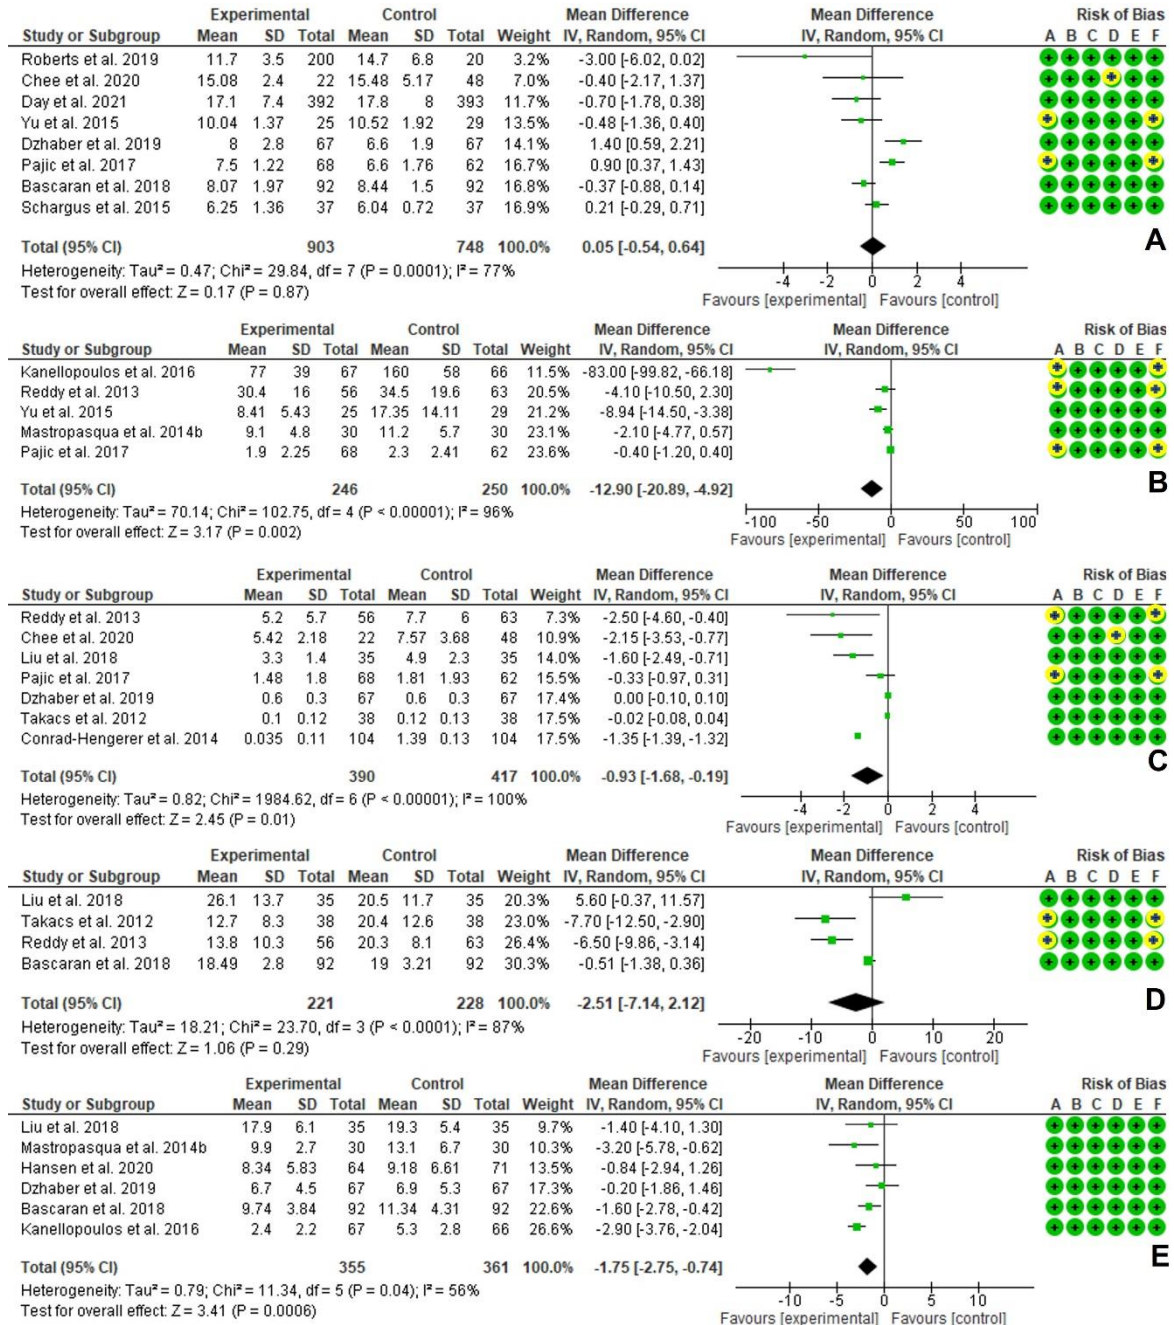 Experimental Control Mean Difference Mean Difference Risk of Bias
Study or Subgroup Mean SD Total Mean SD Total Weight IV, Random, 95% CI IV, Random, 95% CI A B C D E F
Roberts et al. 2019 11.7 3.5 200 14.7 6.8 20 3.2% -3.00 [-6.02, 0.02]
Chee et al. 2020 15.08 2.4 22 15.48 5.17 48 7.0% -0.40 [-2.17, 1.37]
Day et al. 2021 17.1 7.4 392 17.8 8 393 11.7% -0.70 [-1.78, 0.38]
Yu et al. 2015 10.04 1.37 25 10.52 1.92 29 13.5% -0.48 [-1.36, 0.40]
Dzhaber et al. 2019 8 2.8 67 6.6 1.9 67 14.1% 1.40 [0.59, 2.21]
Pajic et al. 2017 7.5 1.22 68 6.6 1.76 62 16.7% 0.90 [0.37, 1.43]
Bascaran et al. 2018 8.07 1.97 92 8.44 1.5 92 16.8% -0.37 [-0.88, 0.14]
Schargus et al. 2015 6.25 1.36 37 6.04 0.72 37 16.9% 0.21 [-0.29, 0.71]
Total (95% CI) 903 748 100.0% 0.05 [-0.54, 0.64]
A
Heterogeneity: Tau² = 0.47; Chi² = 29.84, df = 7 (P = 0.0001); I² = 77%
Test for overall effect: Z = 0.17 (P = 0.87)
-4 -2 0 2 4
Favours [experimental] Favours [control]
Experimental Control Mean Difference Mean Difference Risk of Bias
Study or Subgroup Mean SD Total Mean SD Total Weight IV, Random, 95% CI IV, Random, 95% CI A B C D E F
Kanellopoulos et al. 2016 77 39 67 160 58 66 11.5% -83.00 [-99.82, -66.18]
Reddy et al. 2013 30.4 16 56 34.5 19.6 63 20.5% -4.10 [-10.50, 2.30]
Yu et al. 2015 8.41 5.43 25 17.35 14.11 29 21.2% -8.94 [-14.50, -3.38]
Mastropasqua et al. 2014b 9.1 4.8 30 11.2 5.7 30 23.1% -2.10 [-4.77, 0.57]
Pajic et al. 2017 1.9 2.25 68 2.3 2.41 62 23.6% -0.40 [-1.20, 0.40]
Total (95% CI) 246 250 100.0% -12.90 [-20.89, -4.92]
B
Heterogeneity: Tau² = 70.14; Chi² = 102.75, df = 4 (P < 0.00001); I² = 96%
Test for overall effect: Z = 3.17 (P = 0.002)
-100 -50 0 50 100
Favours [experimental] Favours [control]
Experimental Control Mean Difference Mean Difference Risk of Bias
Study or Subgroup Mean SD Total Mean SD Total Weight IV, Random, 95% CI IV, Random, 95% CI A B C D E F
Reddy et al. 2013 5.2 5.7 56 7.7 6 63 7.3% -2.50 [-4.60, -0.40]
Chee et al. 2020 5.42 2.18 22 7.57 3.68 48 10.9% -2.15 [-3.53, -0.77]
Liu et al. 2018 3.3 1.4 35 4.9 2.3 35 14.0% -1.60 [-2.49, -0.71]
Pajic et al. 2017 1.48 1.8 68 1.81 1.93 62 15.5% -0.33 [-0.97, 0.31]
Dzhaber et al. 2019 0.6 0.3 67 0.6 0.3 67 17.4% 0.00 [-0.10, 0.10]
Takacs et al. 2012 0.1 0.12 38 0.12 0.13 38 17.5% -0.02 [-0.08, 0.04]
Conrad-Hengerer et al. 2014 0.035 0.11 104 1.39 0.13 104 17.5% -1.35 [-1.39, -1.32]
Total (95% CI) 390 417 100.0% -0.93 [-1.68, -0.19]
C
Heterogeneity: Tau² = 0.82; Chi² = 1984.62, df = 6 (P < 0.00001); I² = 100%
Test for overall effect: Z = 2.45 (P = 0.01)
-4 -2 0 2 4
Favours [experimental] Favours [control]
Experimental Control Mean Difference Mean Difference Risk of Bias
Study or Subgroup Mean SD Total Mean SD Total Weight IV, Random, 95% CI IV, Random, 95% CI A B C D E F
Liu et al. 2018 26.1 13.7 35 20.5 11.7 35 20.3% 5.60 [-0.37, 11.57]
Takacs et al. 2012 12.7 8.3 38 20.4 12.6 38 23.0% -7.70 [-12.50, -2.90]
Reddy et al. 2013 13.8 10.3 56 20.3 8.1 63 26.4% -6.50 [-9.86, -3.14]
Bascaran et al. 2018 18.49 2.8 92 19 3.21 92 30.3% -0.51 [-1.38, 0.36]
Total (95% CI) 221 228 100.0% -2.51 [-7.14, 2.12]
D
Heterogeneity: Tau² = 18.21; Chi² = 23.70, df = 3 (P < 0.0001); I² = 87%
Test for overall effect: Z = 1.06 (P = 0.29)
-20 -10 0 10 20
Favours [experimental] Favours [control]
Experimental Control Mean Difference Mean Difference Risk of Bias
Study or Subgroup Mean SD Total Mean SD Total Weight IV, Random, 95% CI IV, Random, 95% CI A B C D E F
Liu et al. 2018 17.9 6.1 35 19.3 5.4 35 9.7% -1.40 [-4.10, 1.30]
Mastropasqua et al. 2014b 9.9 2.7 30 13.1 6.7 30 10.3% -3.20 [-5.78, -0.62]
Hansen et al. 2020 8.34 5.83 64 9.18 6.61 71 13.5% -0.84 [-2.94, 1.26]
Dzhaber et al. 2019 6.7 4.5 67 6.9 5.3 67 17.3% -0.20 [-1.86, 1.46]
Bascaran et al. 2018 9.74 3.84 92 11.34 4.31 92 22.6% -1.60 [-2.78, -0.42]
Kanellopoulos et al. 2016 2.4 2.2 67 5.3 2.8 66 26.6% -2.90 [-3.76, -2.04]
Total (95% CI) 355 361 100.0% -1.75 [-2.75, -0.74]
E
Heterogeneity: Tau² = 0.79; Chi² = 11.34, df = 5 (P = 0.04); I² = 56%
Test for overall effect: Z = 3.41 (P = 0.0006)
-10 -5 0 5 10
Favours [experimental] Favours [control]